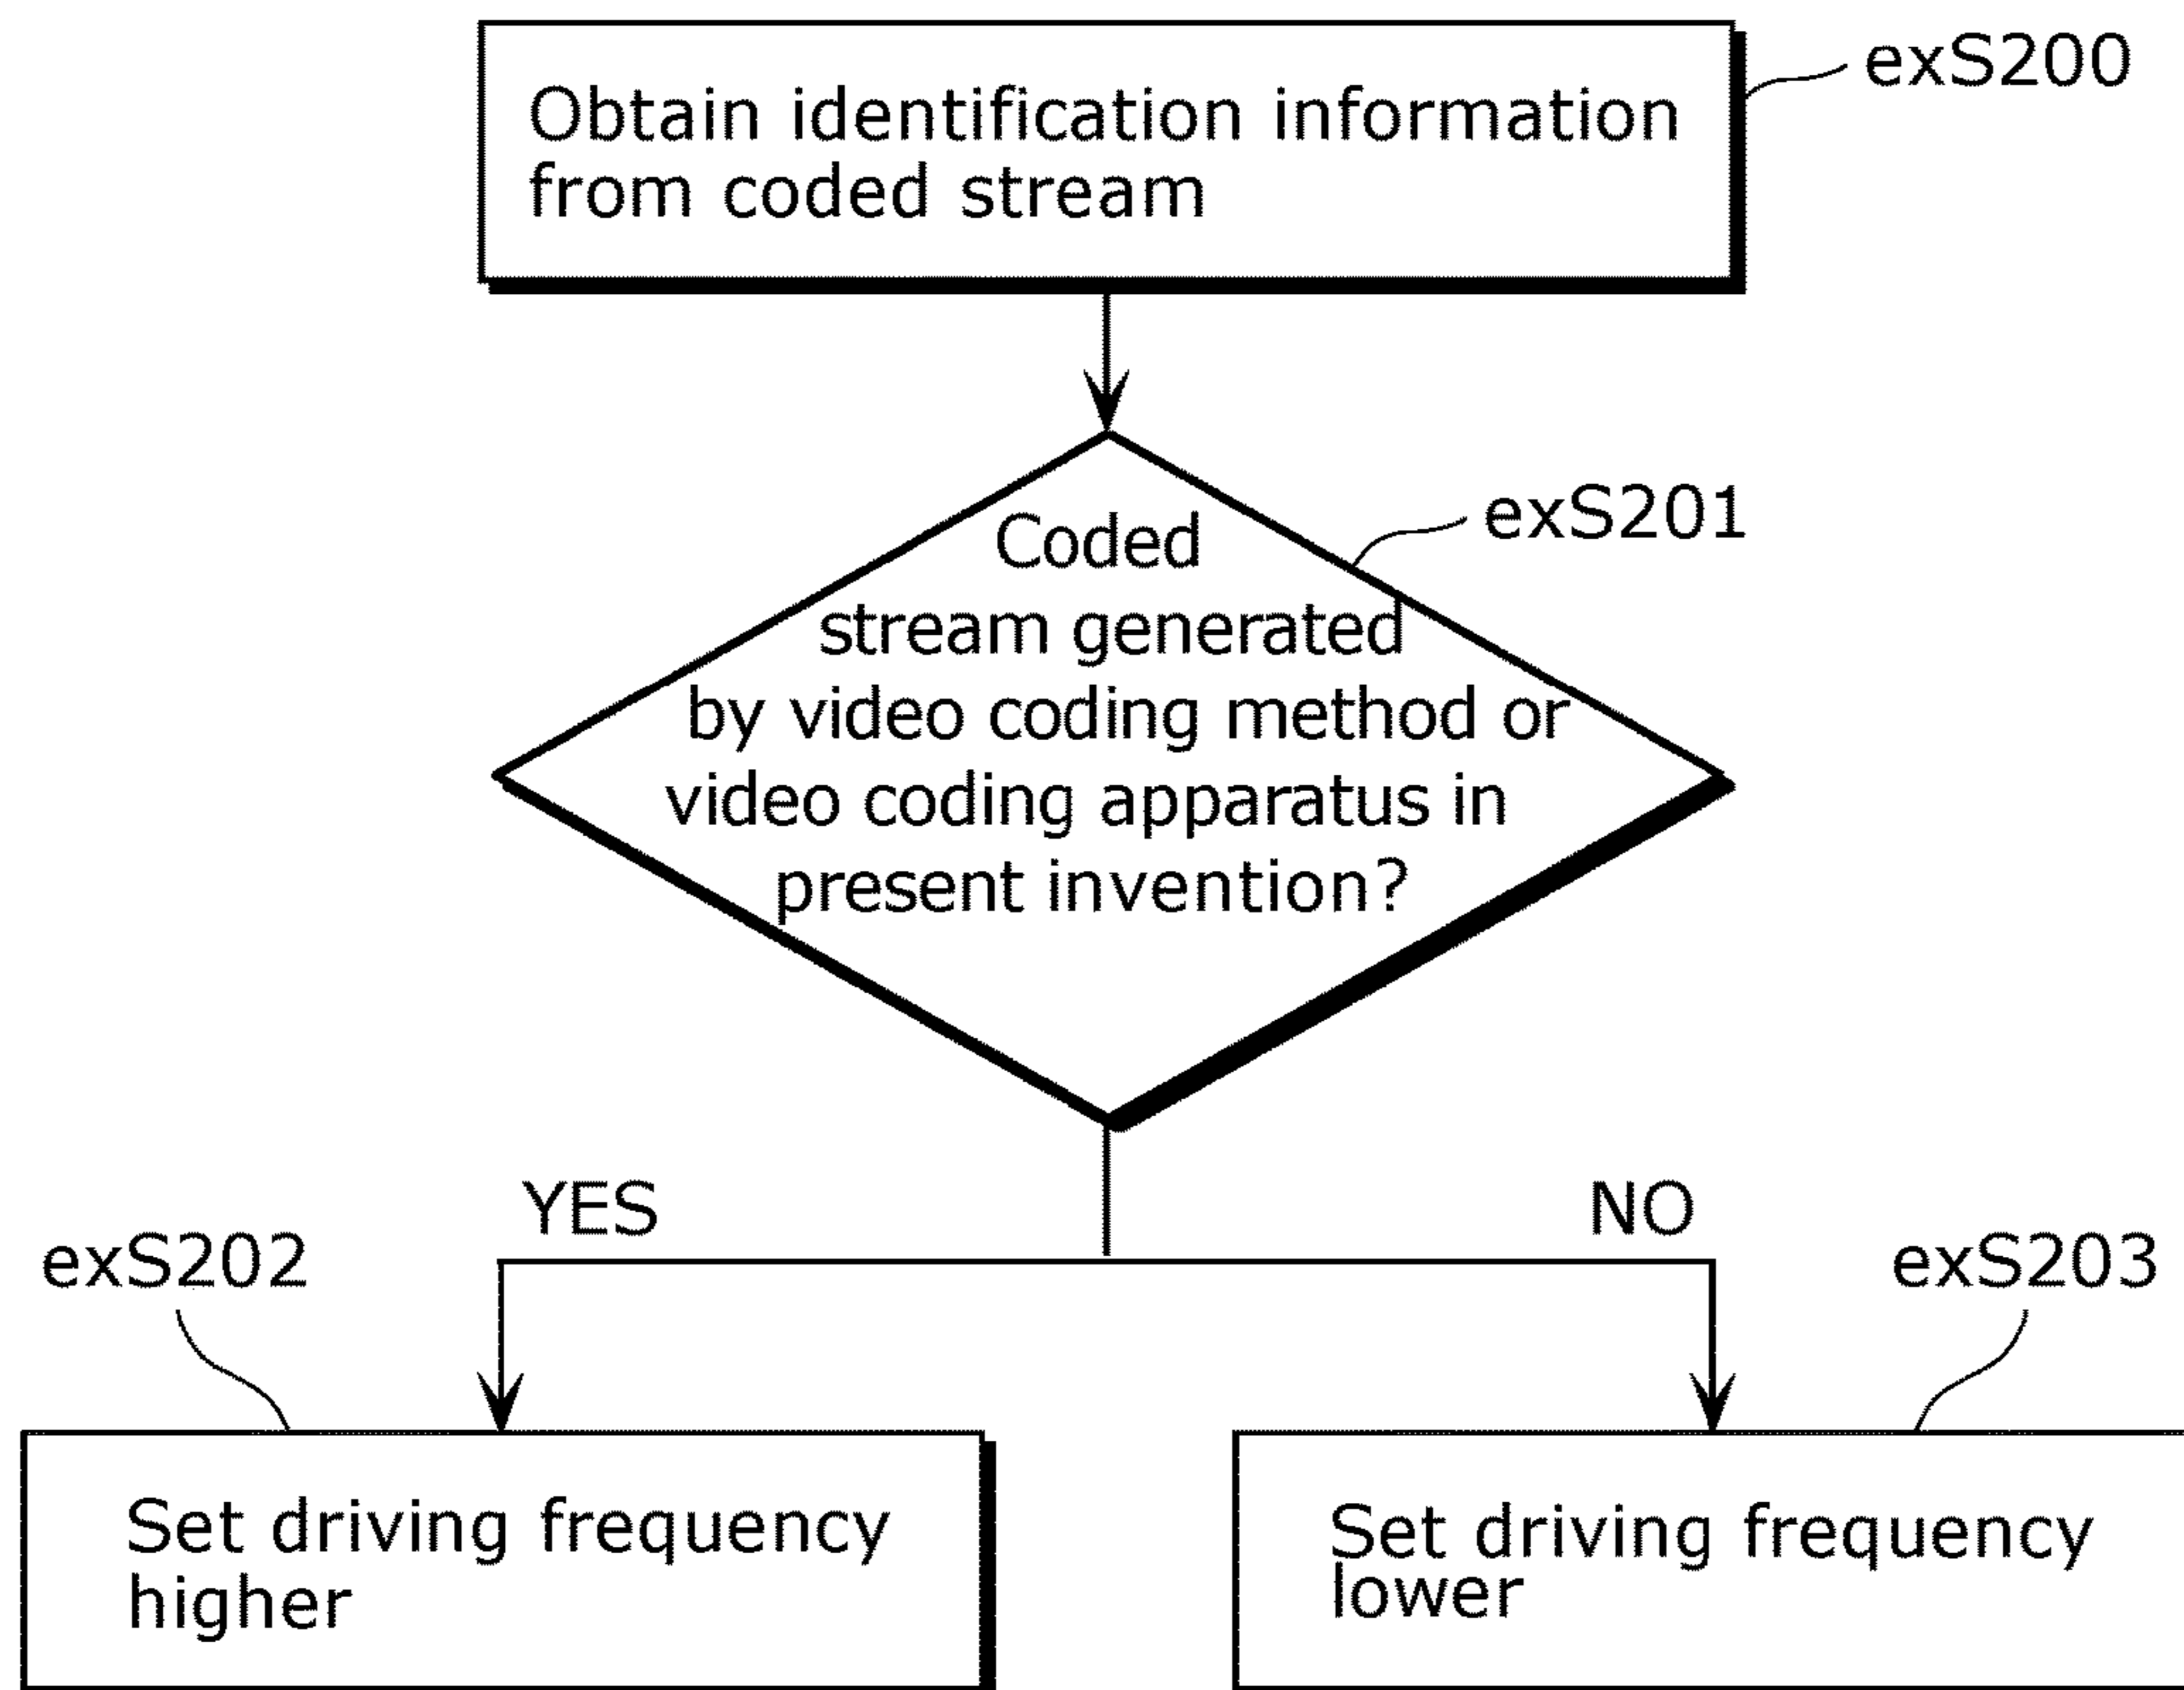 Obtain identification information
from coded stream
exS200
Coded
stream generated
by video coding method or
video coding apparatus in
present invention?
exS201
YES
NO
exS202
exS203
Set driving frequency
higher
Set driving frequency
lower